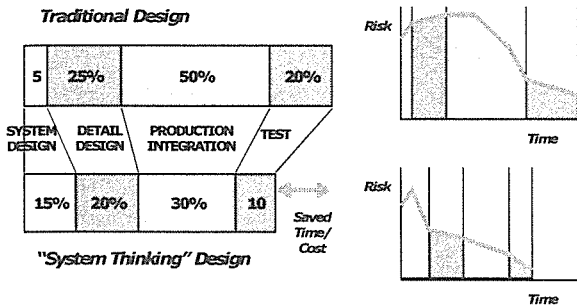 Traditional Design
5 25% 50% 20%
SYSTEM DESIGN
DETAIL DESIGN
PRODUCTION INTEGRATION
TEST
15% 20% 30% 10
Saved
Time/
Cost
"System Thinking" Design
Risk
Time
Risk
Time